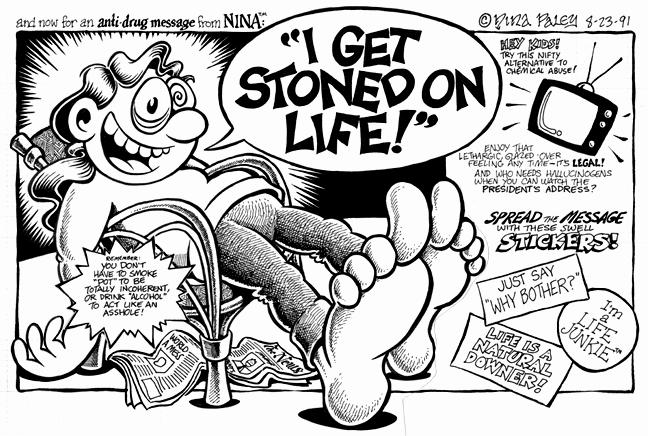 and now for an anti-drug message from NINA:™
© Nina Paley 8-23-91
"I GET
STONED ON
LIFE!"
HEY KIDS!
TRY THIS NIFTY
ALTERNATIVE TO
CHEMICAL ABUSE!
ENJOY THAT
LETHARGIC, GLAZED-OVER
FEELING ANY TIME—IT'S LEGAL!
AND WHO NEEDS HALLUCINOGENS
WHEN YOU CAN WATCH THE
PRESIDENT'S ADDRESS?
SPREAD THE MESSAGE
WITH THESE SWELL
STICKERS!
JUST SAY
"WHY BOTHER?"
I'm
a
LIFE
JUNKIE™
LIFE IS A
NATURAL
DOWNER!
REMEMBER:
YOU DON'T
HAVE TO SMOKE
"POT" TO BE
TOTALLY INCOHERENT,
OR DRINK "ALCOHOL"
TO ACT LIKE AN
ASSHOLE!
WORLD
A MESS